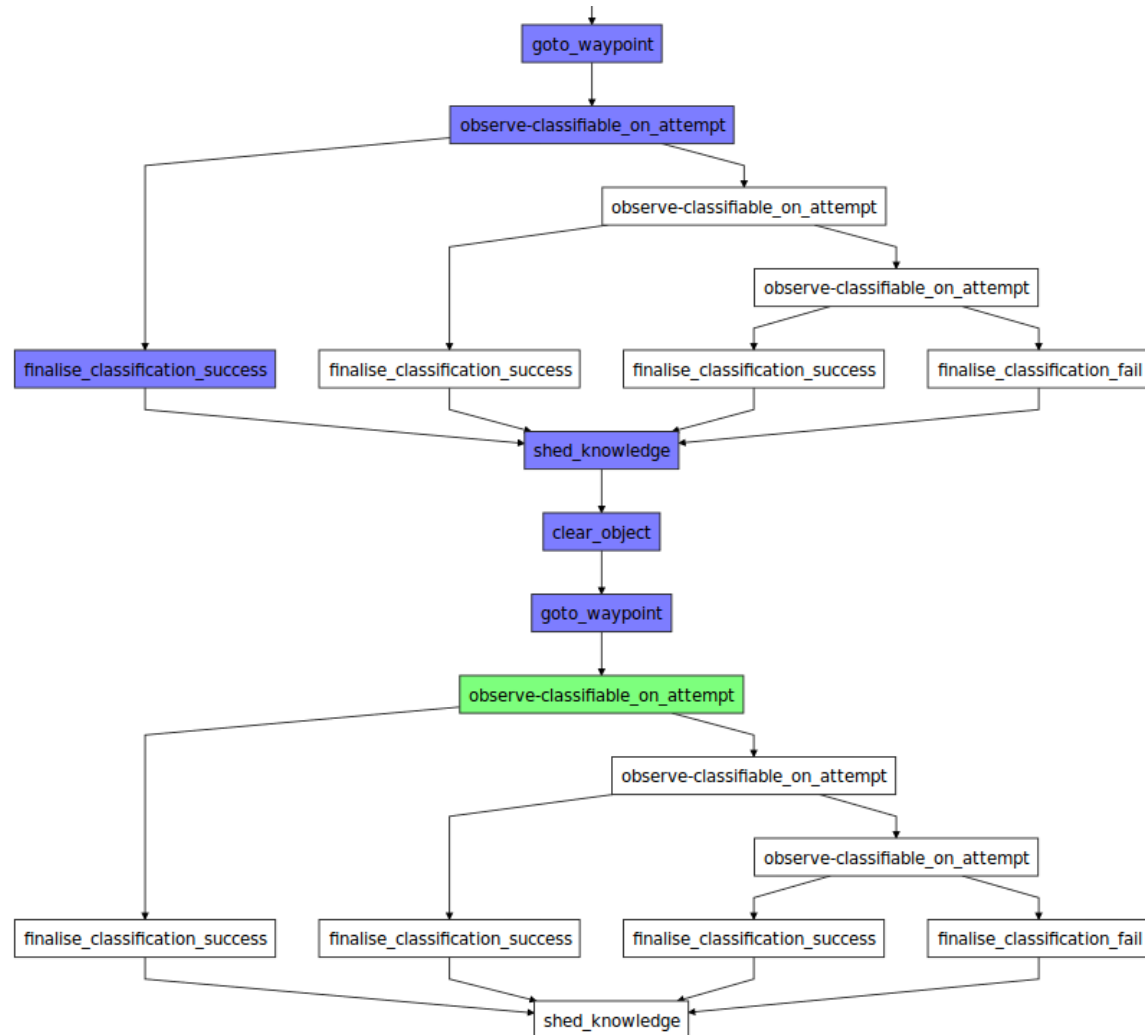 goto_waypoint
observe-classifiable_on_attempt
observe-classifiable_on_attempt
observe-classifiable_on_attempt
finalise_classification_success
finalise_classification_success
finalise_classification_success
finalise_classification_fail
shed_knowledge
clear_object
goto_waypoint
observe-classifiable_on_attempt
observe-classifiable_on_attempt
observe-classifiable_on_attempt
finalise_classification_success
finalise_classification_success
finalise_classification_success
finalise_classification_fail
shed_knowledge